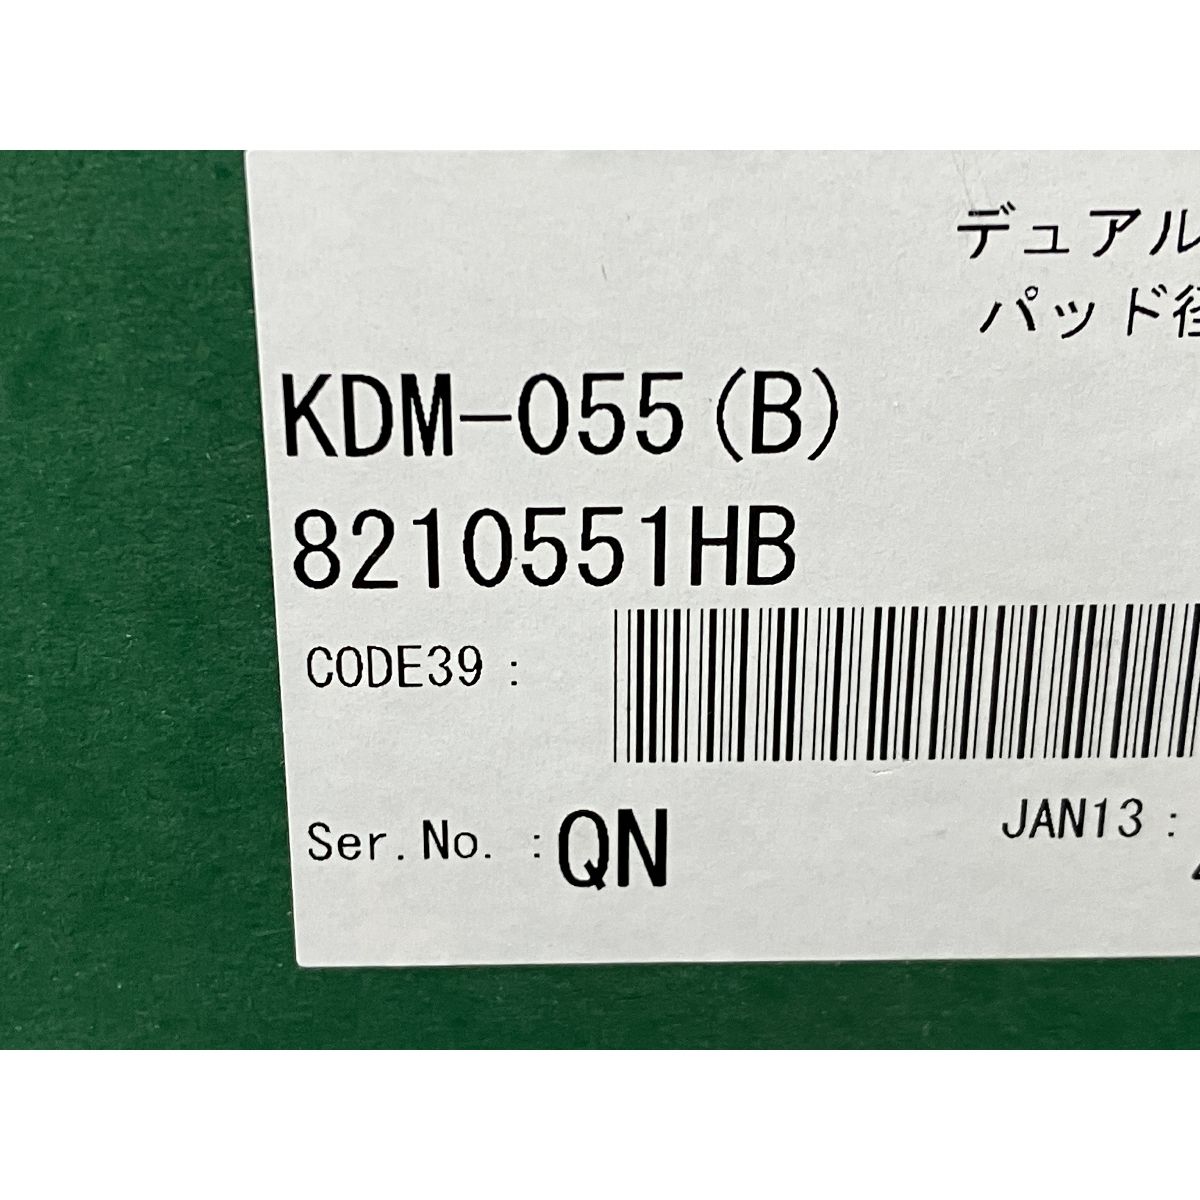 デュアル
パッド径
KDM-055(B)
8210551HB
CODE39 :
Ser.No. :QN
JAN13 :